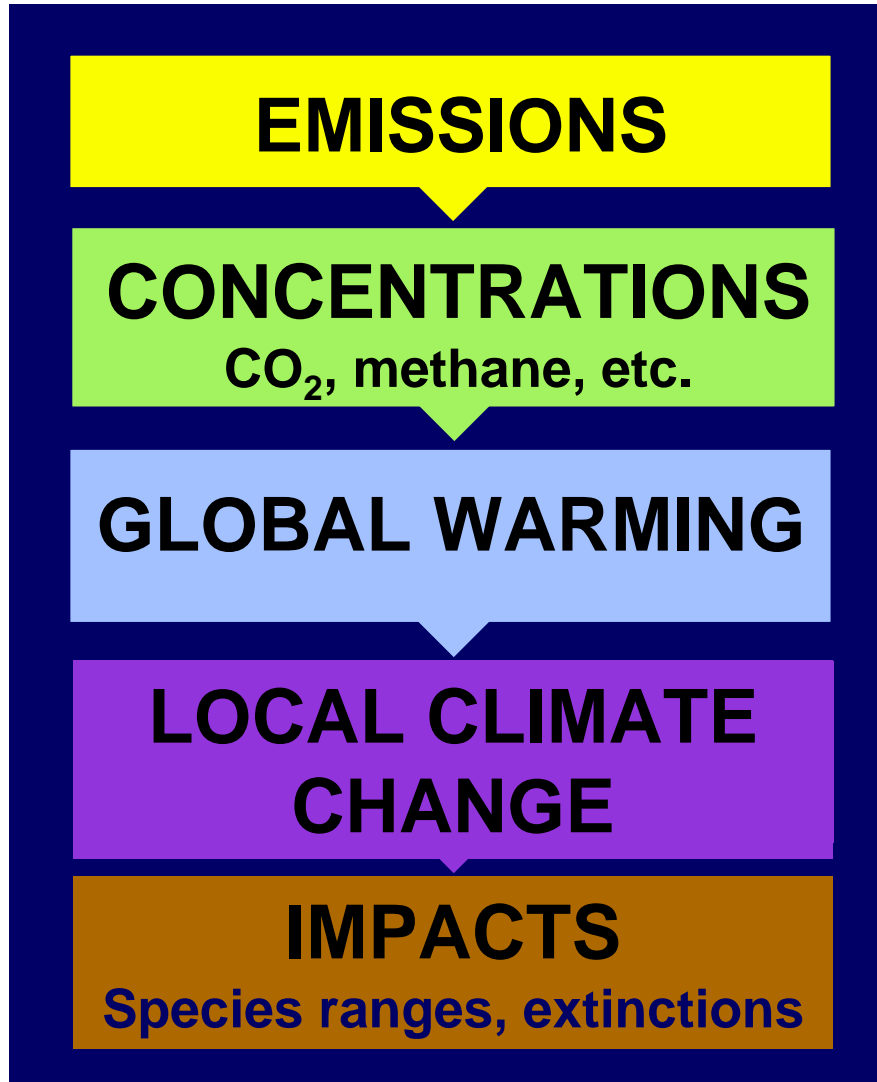 EMISSIONS
CONCENTRATIONS
CO₂, methane, etc.
GLOBAL WARMING
LOCAL CLIMATE
CHANGE
IMPACTS
Species ranges, extinctions